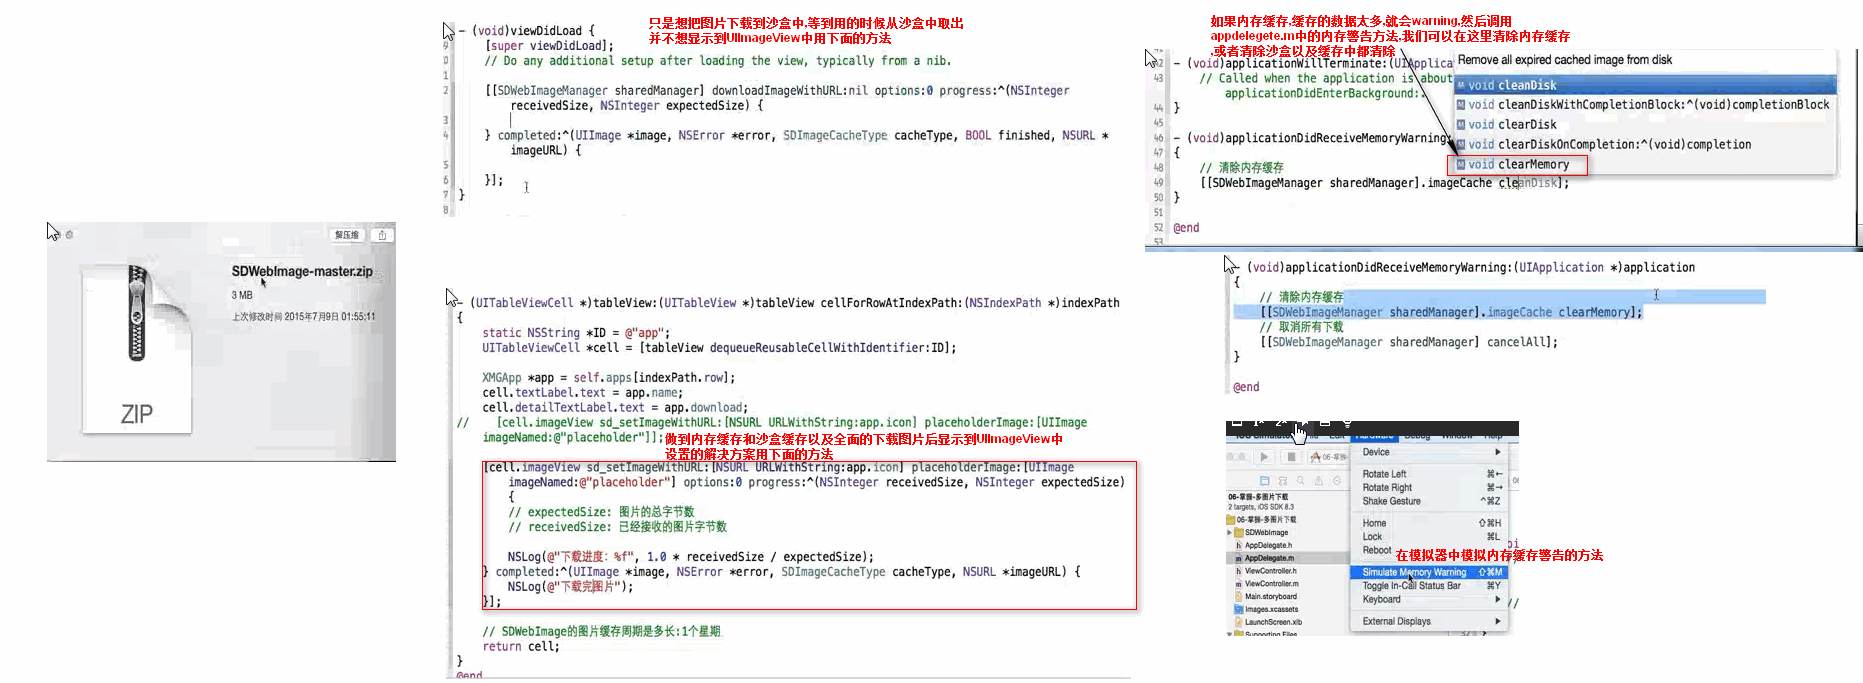 解压缩
SDWebImage-master.zip
3 MB
上次修改时间 2015年7月9日 01:55:11
ZIP
只是想把图片下载到沙盒中,等到用的时候从沙盒中取出
并不想显示到UIImageView中用下面的方法
- (void)viewDidLoad {
[super viewDidLoad];
// Do any additional setup after loading the view, typically from a nib.
[[SDWebImageManager sharedManager] downloadImageWithURL:nil options:0 progress:^(NSInteger
receivedSize, NSInteger expectedSize) {
} completed:^(UIImage *image, NSError *error, SDImageCacheType cacheType, BOOL finished, NSURL *
imageURL) {
}];
}
- (UITableViewCell *)tableView:(UITableView *)tableView cellForRowAtIndexPath:(NSIndexPath *)indexPath
{
static NSString *ID = @"app";
UITableViewCell *cell = [tableView dequeueReusableCellWithIdentifier:ID];
XMGApp *app = self.apps[indexPath.row];
cell.textLabel.text = app.name;
cell.detailTextLabel.text = app.download;
// [cell.imageView sd_setImageWithURL:[NSURL URLWithString:app.icon] placeholderImage:[UIImage
imageNamed:@"placeholder"]];
做到内存缓存和沙盒缓存以及全面的下载图片后显示到UIImageView中
设置的解决方案用下面的方法
[cell.imageView sd_setImageWithURL:[NSURL URLWithString:app.icon] placeholderImage:[UIImage
imageNamed:@"placeholder"] options:0 progress:^(NSInteger receivedSize, NSInteger expectedSize)
{
// expectedSize: 图片的总字节数
// receivedSize: 已经接收的图片字节数
NSLog(@"下载进度: %f", 1.0 * receivedSize / expectedSize);
} completed:^(UIImage *image, NSError *error, SDImageCacheType cacheType, NSURL *imageURL) {
NSLog(@"下载完图片");
}];
// SDWebImage的图片缓存周期是多长:1个星期
return cell;
}
@end
如果内存缓存,缓存的数据太多,就会warning,然后调用
appdelegete.m中的内存警告方法,我们可以在这里清除内存缓存
,或者清除沙盒以及缓存中都清除
42 - (void)applicationWillTerminate:(UIApplica
43 // Called when the application is about
applicationDidEnterBackground:.
44 }
45
46 - (void)applicationDidReceiveMemoryWarning:
47 {
48 // 清除内存缓存
49 [[SDWebImageManager sharedManager].imageCache cleanDisk];
50 }
51
52 @end
53
Remove all expired cached image from disk
M void cleanDisk
M void cleanDiskWithCompletionBlock:^(void)completionBlock
M void clearDisk
M void clearDiskOnCompletion:^(void)completion
M void clearMemory
- (void)applicationDidReceiveMemoryWarning:(UIApplication *)application
{
// 清除内存缓存
[[SDWebImageManager sharedManager].imageCache clearMemory];
// 取消所有下载
[[SDWebImageManager sharedManager] cancelAll];
}
@end
Hardware Debug Window Help
06-掌握-多图片下载
2 targets, iOS SDK 8.3
06-掌握-多图片下载
SDWebImage
h AppDelegate.h
m AppDelegate.m
h ViewController.h
m ViewController.m
Main.storyboard
Images.xcassets
LaunchScreen.xib
Supporting Files
Device
Rotate Left ⌘←
Rotate Right ⌘→
Shake Gesture ^⌘Z
Home ⇧⌘H
Lock ⌘L
Reboot
Simulate Memory Warning ⇧⌘M
Toggle In-Call Status Bar ⌘Y
Keyboard
External Displays
在模拟器中模拟内存缓存警告的方法